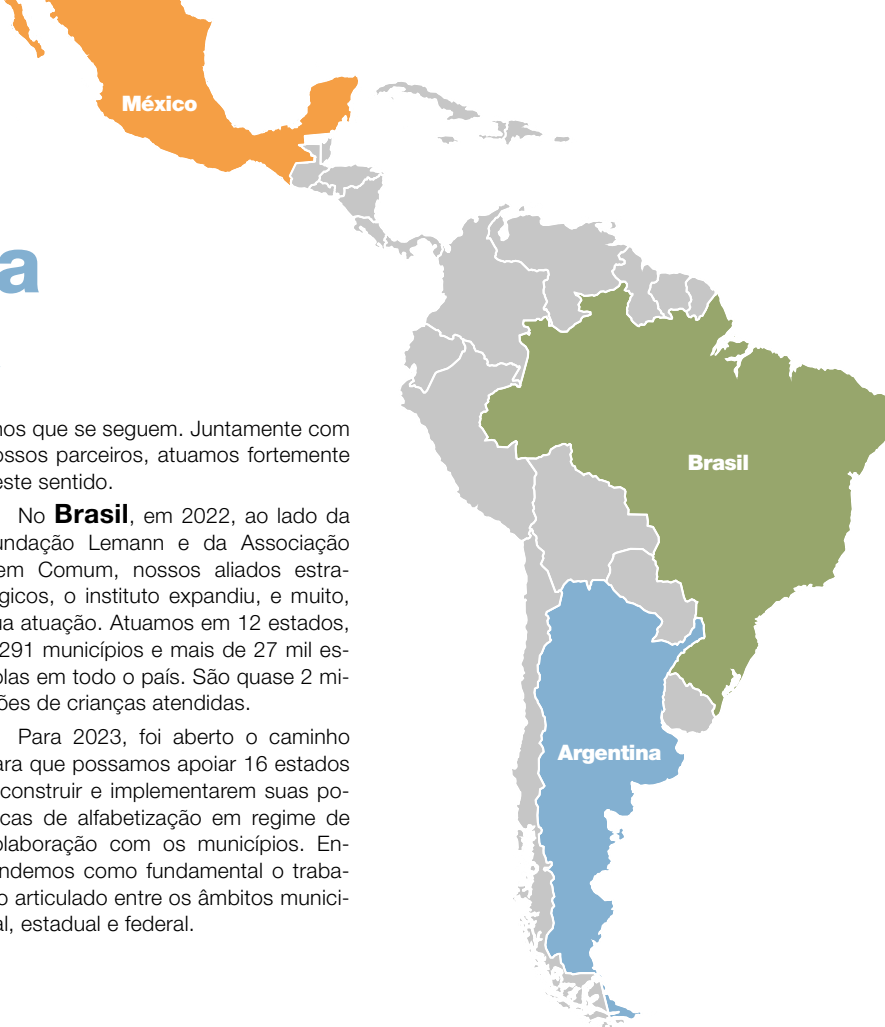 México
a
nos que se seguem. Juntamente com
ossos parceiros, atuamos fortemente
este sentido.
No Brasil, em 2022, ao lado da
undação Lemann e da Associação
em Comum, nossos aliados estra-
gicos, o instituto expandiu, e muito,
ua atuação. Atuamos em 12 estados,
291 municípios e mais de 27 mil es-
olas em todo o país. São quase 2 mi-
ões de crianças atendidas.
Para 2023, foi aberto o caminho
ara que possamos apoiar 16 estados
construir e implementarem suas po-
cas de alfabetização em regime de
olaboração com os municípios. En-
ndemos como fundamental o traba-
o articulado entre os âmbitos munici-
al, estadual e federal.
Brasil
Argentina